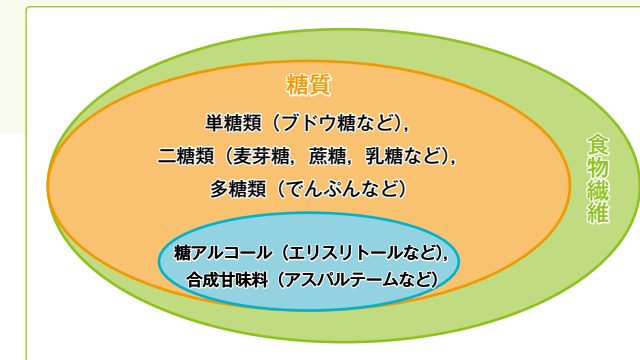 糖質
単糖類（ブドウ糖など），
二糖類（麦芽糖，蔗糖，乳糖など），
多糖類（でんぷんなど）
食物繊維
糖アルコール（エリスリトールなど），
合成甘味料（アスパルテームなど）